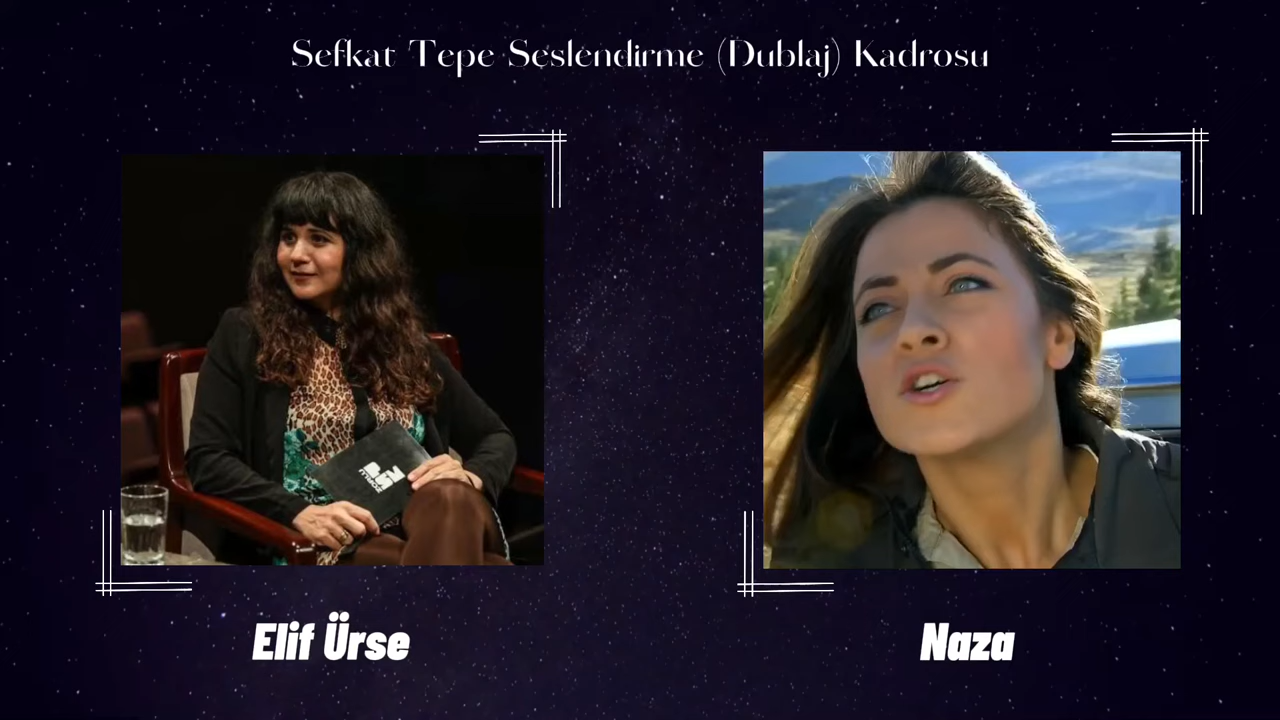 Sefkat Tepe Seslendirme (Dublaj) Kadrosu
Elif Ürse
Naza